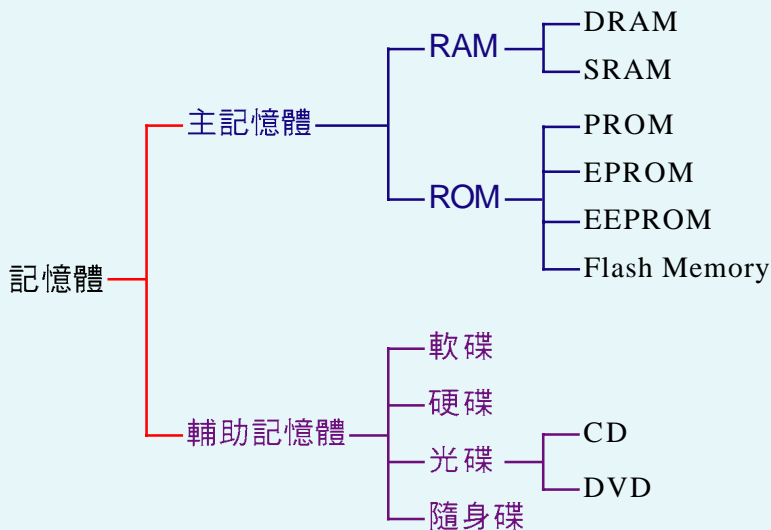 記憶體
主記憶體
RAM
DRAM
SRAM
ROM
PROM
EPROM
EEPROM
Flash Memory
輔助記憶體
軟碟
硬碟
光碟
CD
DVD
隨身碟